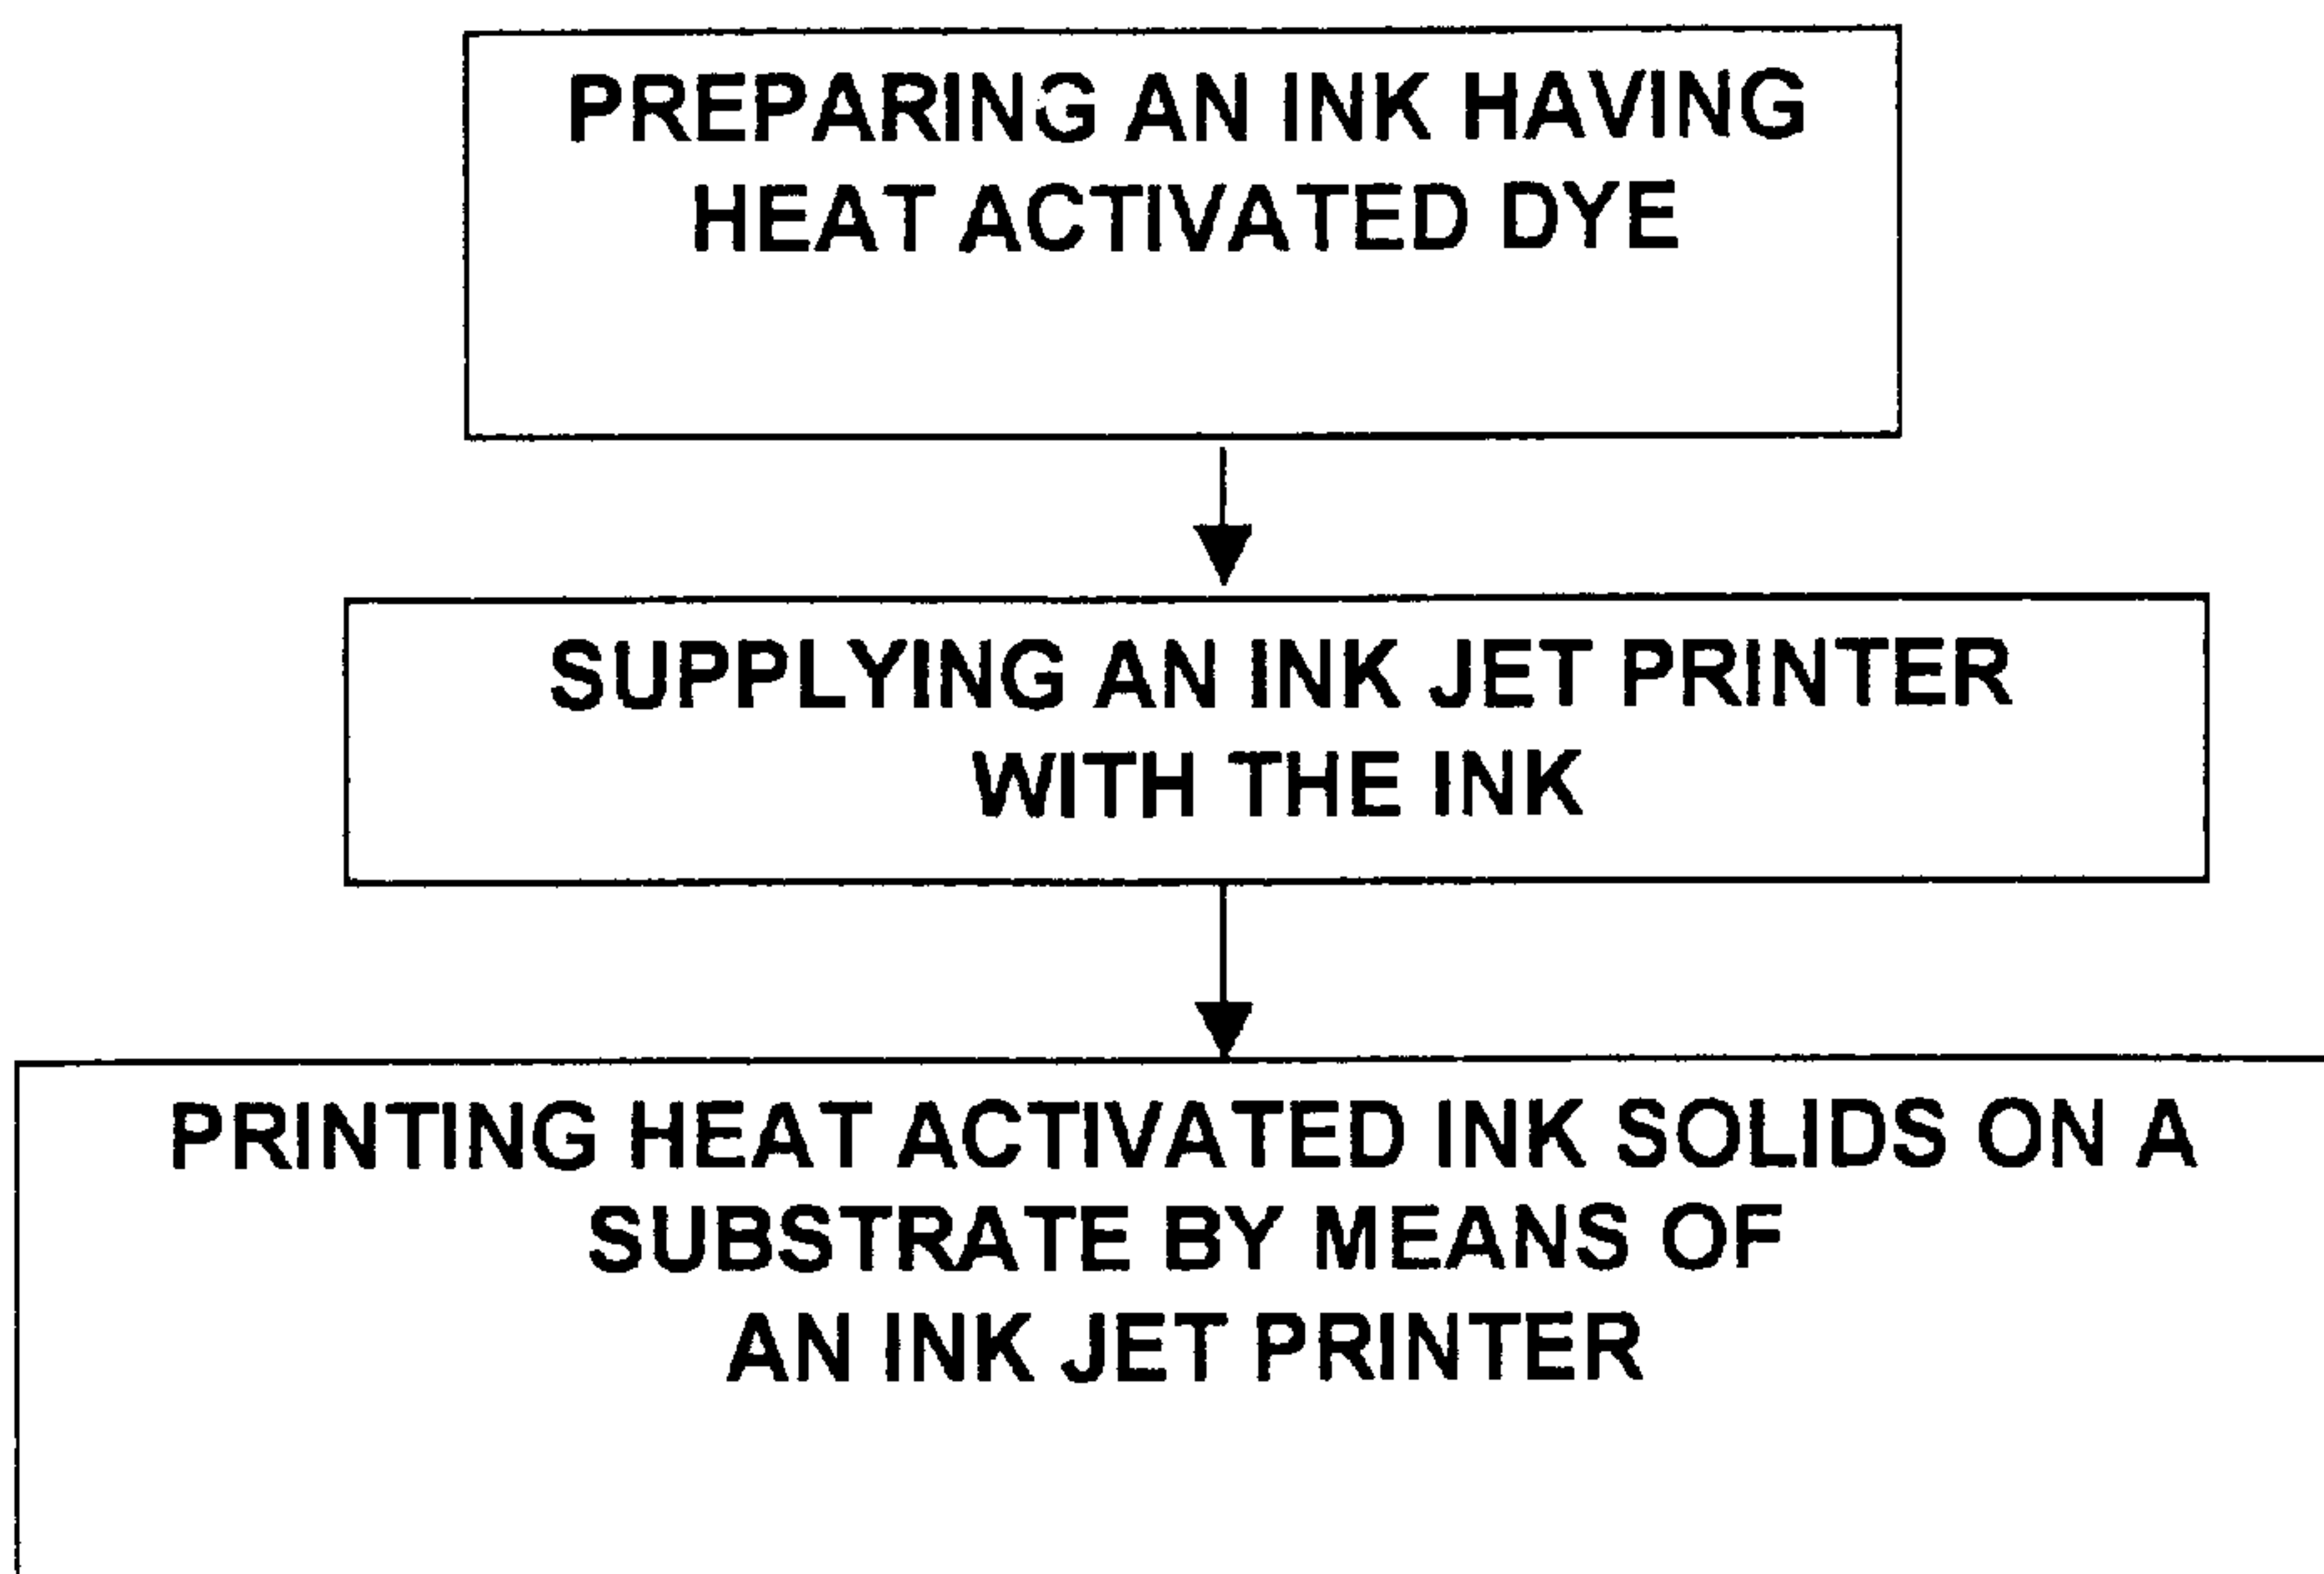 PREPARING AN INK HAVING
HEAT ACTIVATED DYE
SUPPLYING AN INK JET PRINTER
WITH THE INK
PRINTING HEAT ACTIVATED INK SOLIDS ON A
SUBSTRATE BY MEANS OF
AN INK JET PRINTER